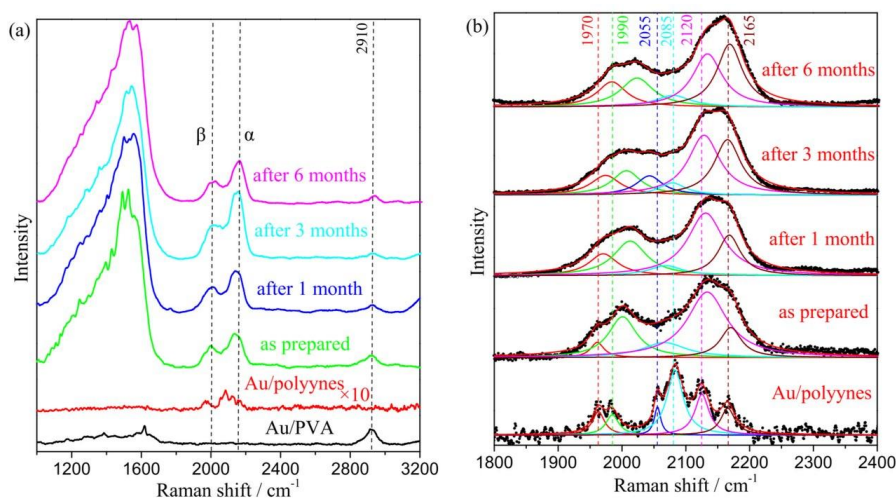 (a)
2910
β
α
after 6 months
after 3 months
after 1 month
as prepared
Au/polyynes
×10
Au/PVA
Intensity
1200 1600 2000 2400 2800 3200
Raman shift / cm⁻¹
(b)
1970
1990
2055
2085
2120
2165
after 6 months
after 3 months
after 1 month
as prepared
Au/polyynes
Intensity
1800 1900 2000 2100 2200 2300 2400
Raman shift / cm⁻¹